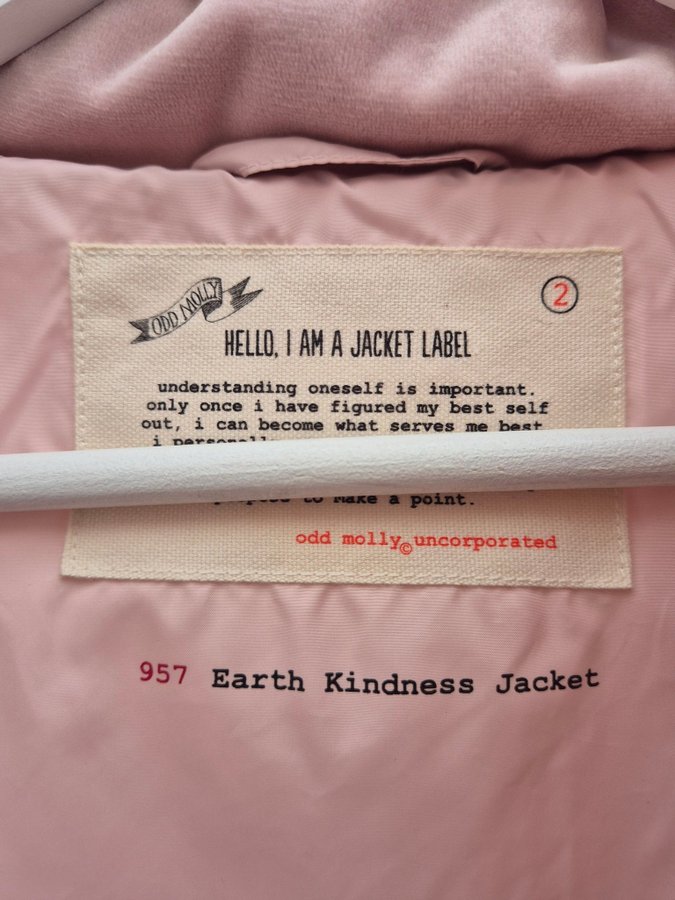 ODD MOLLY
2
HELLO, I AM A JACKET LABEL
understanding oneself is important.
only once i have figured my best self
out, i can become what serves me best
i personally
to make a point.
odd molly©uncorporated
957 Earth Kindness Jacket